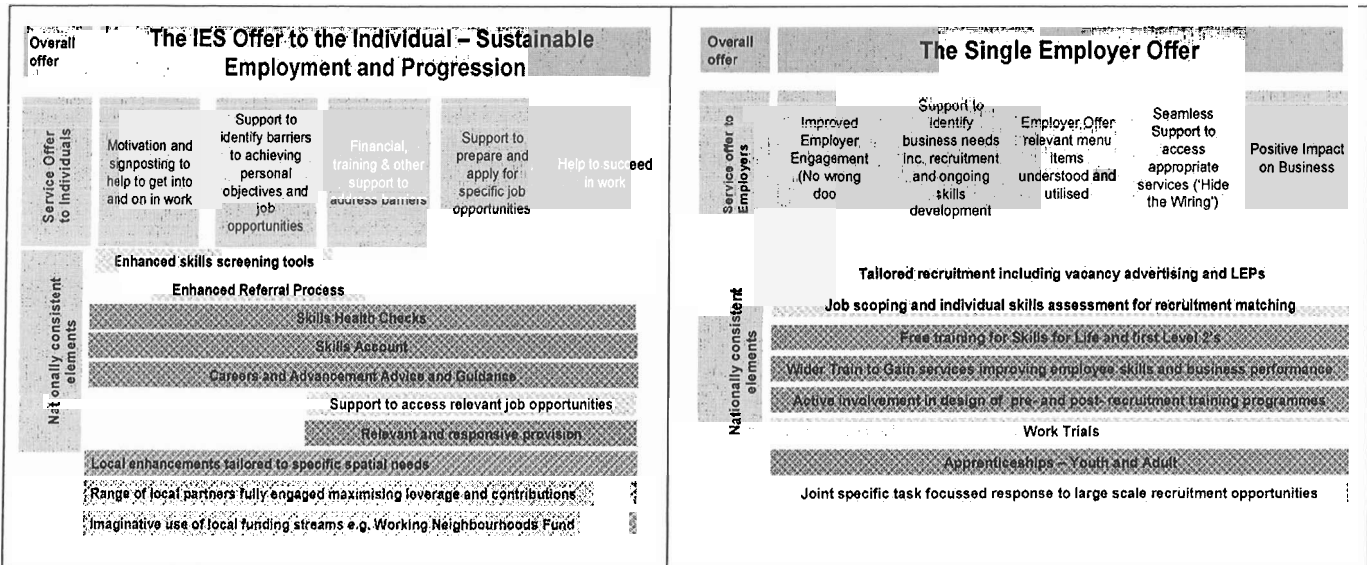 Overall
offer
The IES Offer to the Individual – Sustainable
Employment and Progression
Service Offer
to Individuals
Motivation and
signposting to
help to get into
and on in work
Support to
identify barriers
to achieving
personal
objectives and
job
opportunities
Financial,
training & other
support to
address barriers
Support to
prepare and
apply for
specific job
opportunities
Help to succeed
in work
Nationally consistent
elements
Enhanced skills screening tools
Enhanced Referral Process
Skills Health Checks
Skills Account
Careers and Advancement Advice and Guidance
Support to access relevant job opportunities
Relevant and responsive provision
Local enhancements tailored to specific spatial needs
Range of local partners fully engaged maximising leverage and contributions
Imaginative use of local funding streams e.g. Working Neighbourhoods Fund
Overall
offer
The Single Employer Offer
Service offer to
Employers
Improved
Employer
Engagement
(No wrong
doo
Support to
identify
business needs
inc. recruitment
and ongoing
skills
development
Employer Offer
relevant menu
items
understood and
utilised
Seamless
Support to
access
appropriate
services ('Hide
the Wiring')
Positive Impact
on Business
Nationally consistent
elements
Tailored recruitment including vacancy advertising and LEPs
Job scoping and individual skills assessment for recruitment matching
Free training for Skills for Life and first Level 2's
Wider Train to Gain services improving employee skills and business performance
Active involvement in design of pre- and post- recruitment training programmes
Work Trials
Apprenticeships – Youth and Adult
Joint specific task focussed response to large scale recruitment opportunities